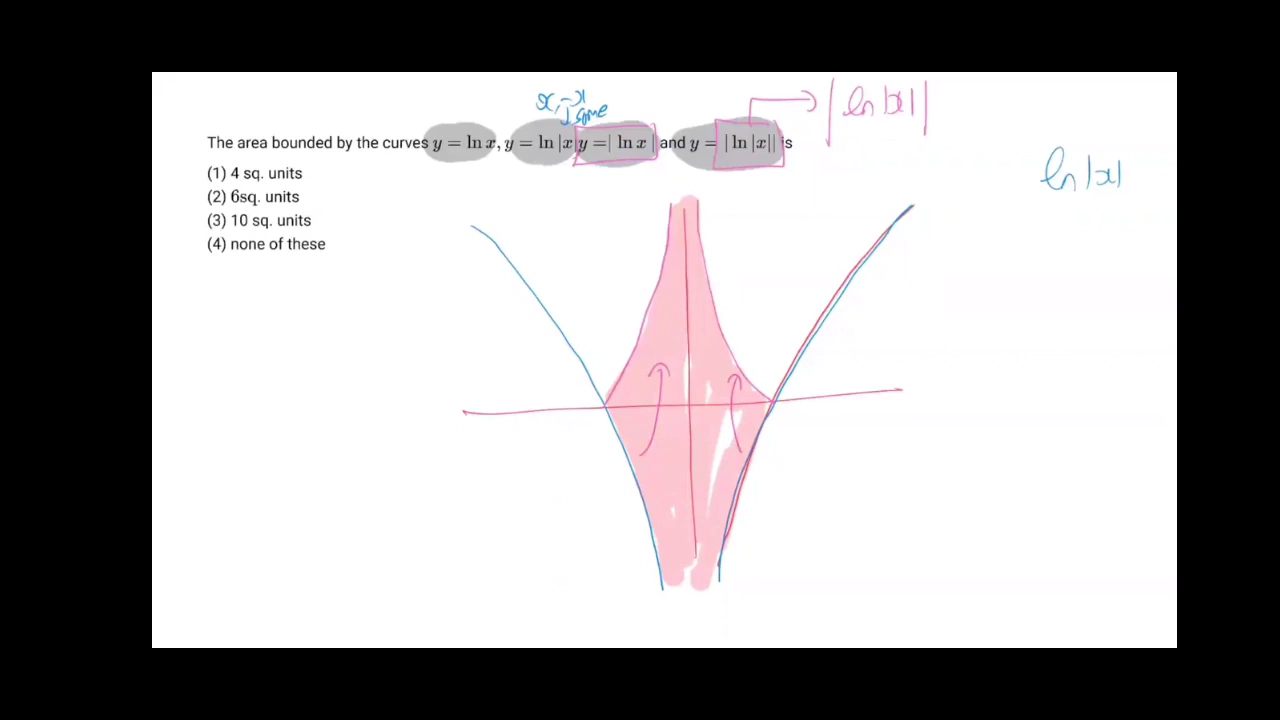 x, -x
↓ same
|ln|x||
The area bounded by the curves y = ln x, y = ln |x| y =| ln x | and y = | ln |x|| is
ln |x|
(1) 4 sq. units
(2) 6sq. units
(3) 10 sq. units
(4) none of these